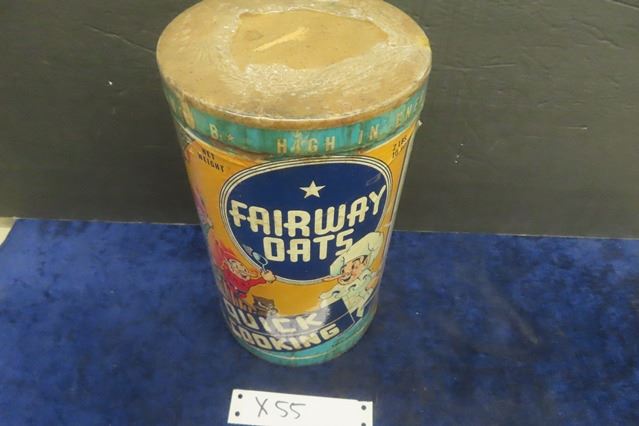 HIGH IN
NET
WEIGHT
FAIRWAY
OATS
QUICK
COOKING
X55